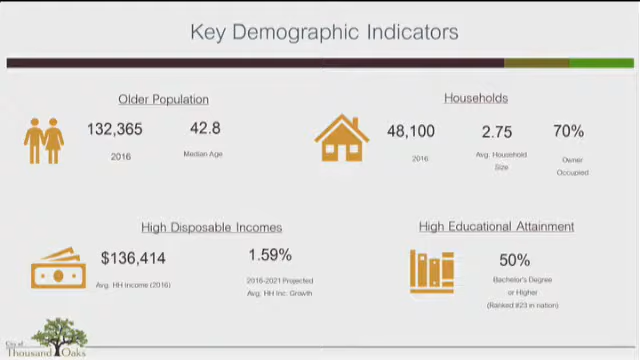 Key Demographic Indicators
Older Population
132,365
42.8
2016
Median Age
Households
48,100
2.75
70%
2016
Avg. Household
Size
Owner
Occupied
High Disposable Incomes
$136,414
1.59%
Avg. HH Income (2016)
2016-2021 Projected
Avg. HH Inc. Growth
High Educational Attainment
50%
Bachelor's Degree
or Higher
(Ranked #23 in nation)
City of
Thousand Oaks